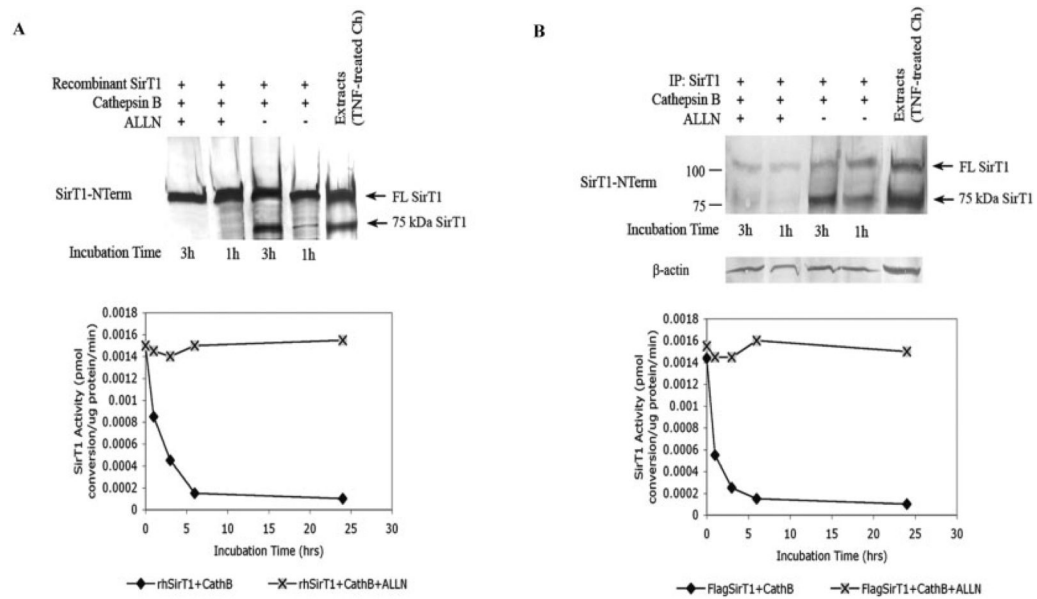 A
Recombinant SirT1 + + + +
Cathepsin B + + + +
ALLN + + - -
Extracts
(TNF-treated Ch)
SirT1-NTerm
FL SirT1
75 kDa SirT1
Incubation Time 3h 1h 3h 1h
0.0018
0.0016
0.0014
0.0012
0.001
0.0008
0.0006
0.0004
0.0002
0
SirT1 Activity (pmol
conversion/ug protein/min)
0 5 10 15 20 25 30
Incubation Time (hrs)
rhSirT1+CathB rhSirT1+CathB+ALLN
B
IP: SirT1 + + + +
Cathepsin B + + + +
ALLN + + - -
Extracts
(TNF-treated Ch)
SirT1-NTerm
100
75
FL SirT1
75 kDa SirT1
Incubation Time 3h 1h 3h 1h
β-actin
0.0018
0.0016
0.0014
0.0012
0.001
0.0008
0.0006
0.0004
0.0002
0
SirT1 Activity (pmol
conversion/ug protein/min)
0 5 10 15 20 25 30
Incubation Time (hrs)
FlagSirT1+CathB FlagSirT1+CathB+ALLN